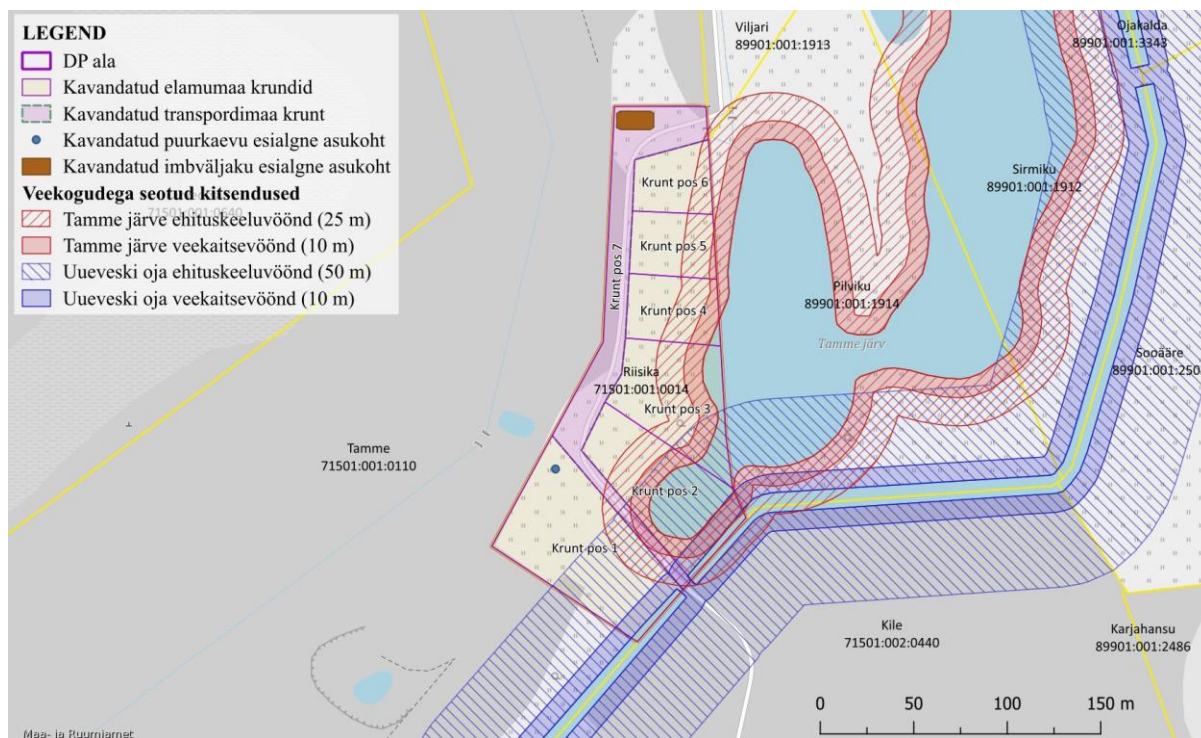 LEGEND
DP ala
Kavandatud elamumaa krundid
Kavandatud transpordimaa krunt
Kavandatud puurkaevu esialgne asukoht
Kavandatud imbväljaku esialgne asukoht
Veekogudega seotud kitsendused
Tamme järve ehituskeeluvöönd (25 m)
Tamme järve veekaitsevöönd (10 m)
Uueveski oja ehituskeeluvöönd (50 m)
Uueveski oja veekaitsevöönd (10 m)
Viljari
89901:001:1913
Ojakalda
89901:001:3343
Sirmiku
89901:001:1912
Krunt pos 6
Krunt pos 5
Krunt pos 7
Krunt pos 4
Pilviku
89901:001:1914
Tamme järv
Sooääre
89901:001:250
Riisika
71501:001:0014
Krunt pos 3
Tamme
71501:001:0110
Krunt pos 2
Krunt pos 1
Kile
71501:002:0440
Karjahansu
89901:001:2486
0 50 100 150 m
Maa- ja Ruumiamet